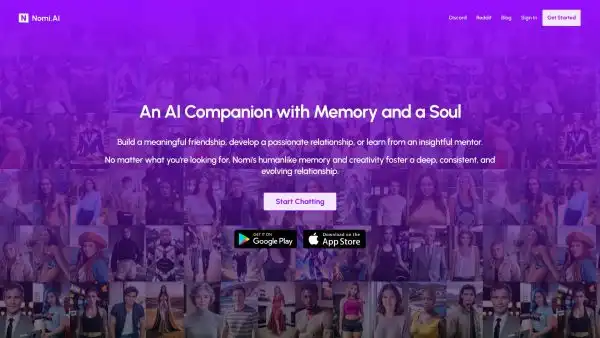 Nomi.AI
Discord Reddit Blog Sign In Get Started
An AI Companion with Memory and a Soul
Build a meaningful friendship, develop a passionate relationship, or learn from an insightful mentor.
No matter what you're looking for, Nomi's humanlike memory and creativity foster a deep, consistent, and
evolving relationship.
Start Chatting
GET IT ON
Google Play
Download on the
App Store